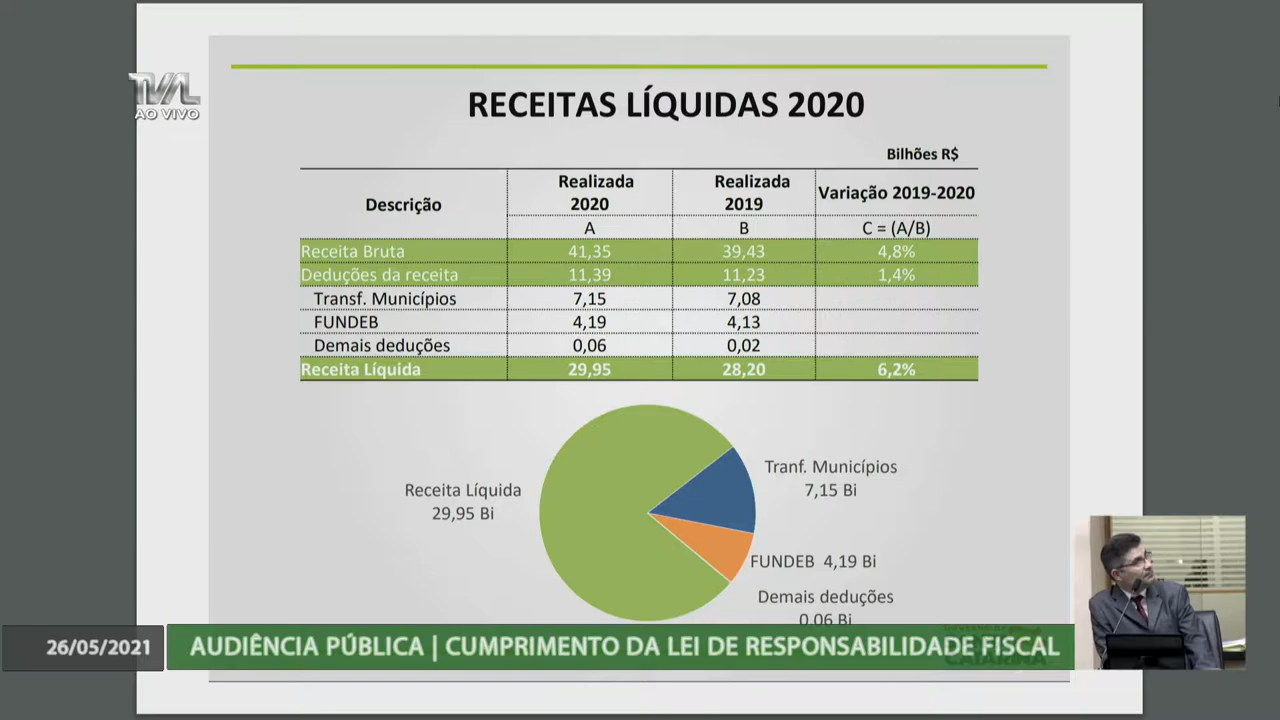 TVAL
AO VIVO
RECEITAS LÍQUIDAS 2020
Bilhões R$
Descrição Realizada 2020 Realizada 2019 Variação 2019-2020
A B C = (A/B)
Receita Bruta 41,35 39,43 4,8%
Deduções da receita 11,39 11,23 1,4%
Transf. Municípios 7,15 7,08
FUNDEB 4,19 4,13
Demais deduções 0,06 0,02
Receita Líquida 29,95 28,20 6,2%
Tranf. Municípios
7,15 Bi
Receita Líquida
29,95 Bi
FUNDEB 4,19 Bi
Demais deduções
0,06 Bi
26/05/2021 AUDIÊNCIA PÚBLICA | CUMPRIMENTO DA LEI DE RESPONSABILIDADE FISCAL